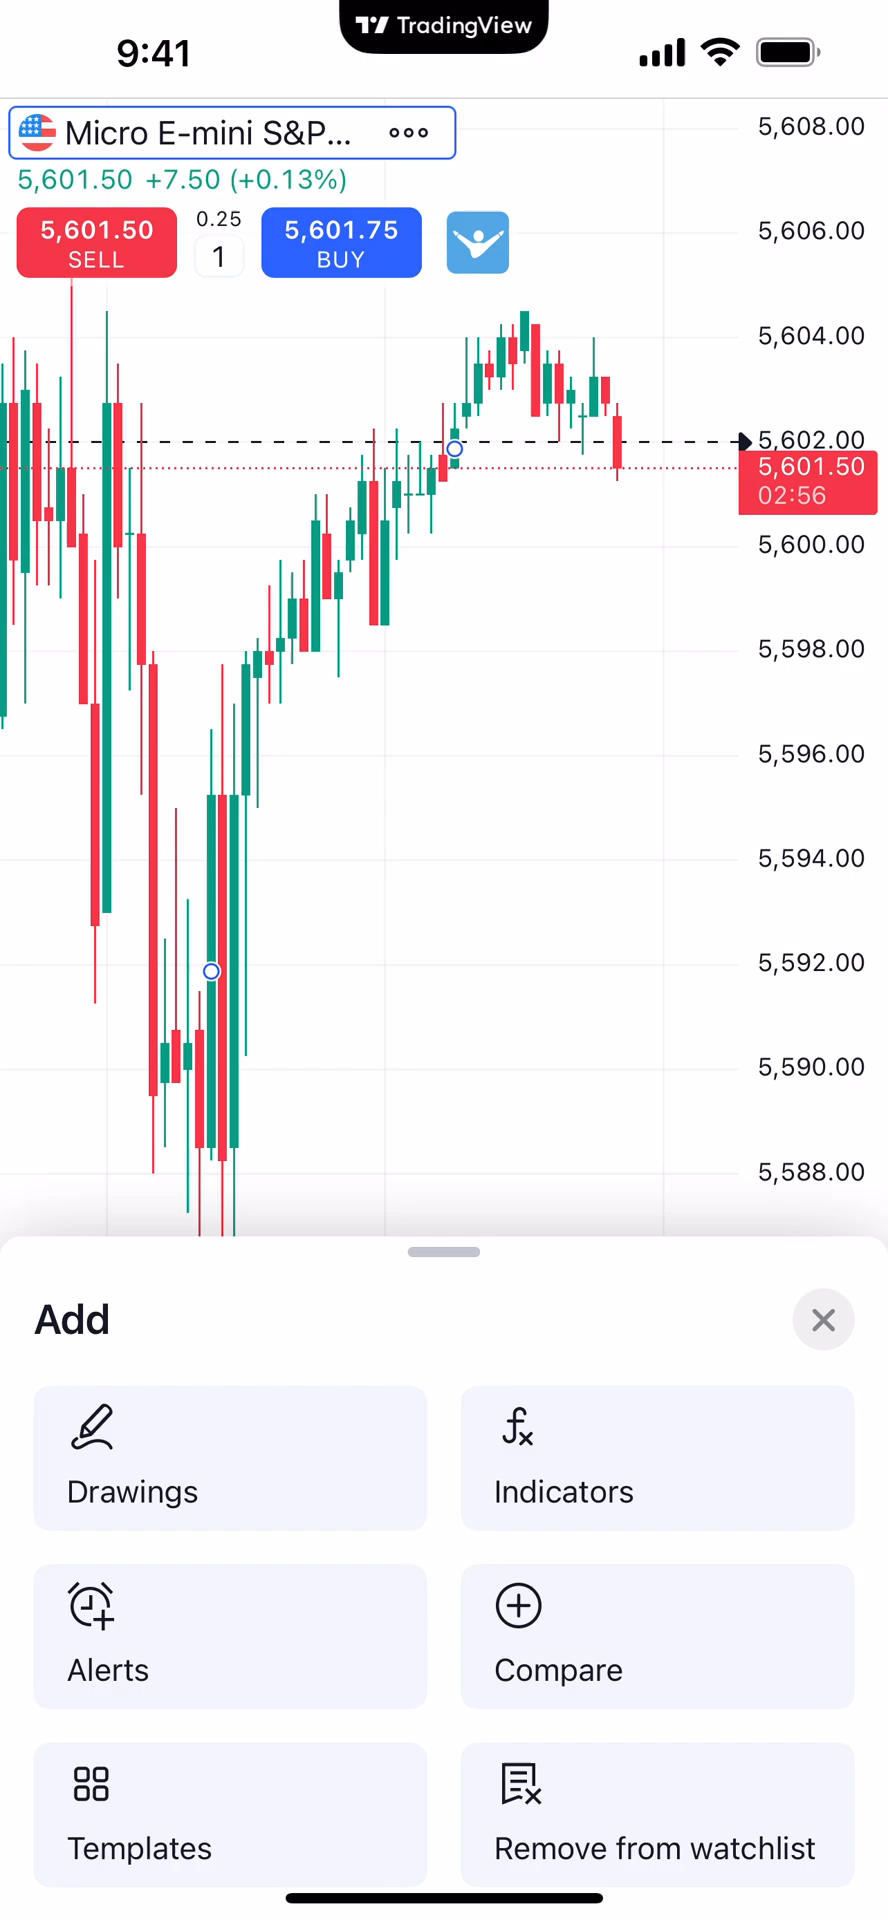 9:41
TradingView
Micro E-mini S&P...
5,601.50 +7.50 (+0.13%)
5,601.50
SELL
0.25
1
5,601.75
BUY
5,608.00
5,606.00
5,604.00
5,602.00
5,601.50
02:56
5,600.00
5,598.00
5,596.00
5,594.00
5,592.00
5,590.00
5,588.00
Add
Drawings
Indicators
Alerts
Compare
Templates
Remove from watchlist